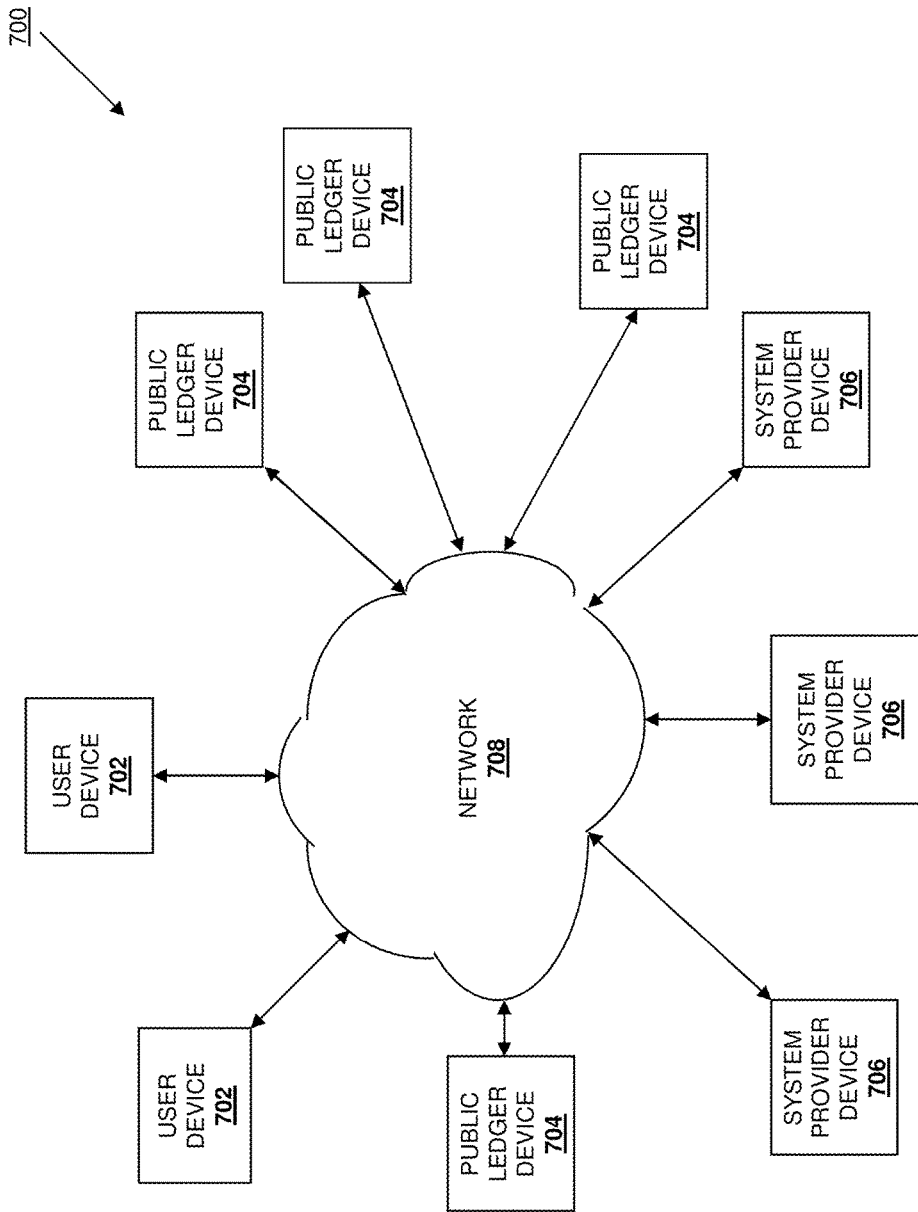 700
USER
DEVICE
702
USER
DEVICE
702
PUBLIC
LEDGER
DEVICE
704
PUBLIC
LEDGER
DEVICE
704
PUBLIC
LEDGER
DEVICE
704
PUBLIC
LEDGER
DEVICE
704
NETWORK
708
SYSTEM
PROVIDER
DEVICE
706
SYSTEM
PROVIDER
DEVICE
706
SYSTEM
PROVIDER
DEVICE
706